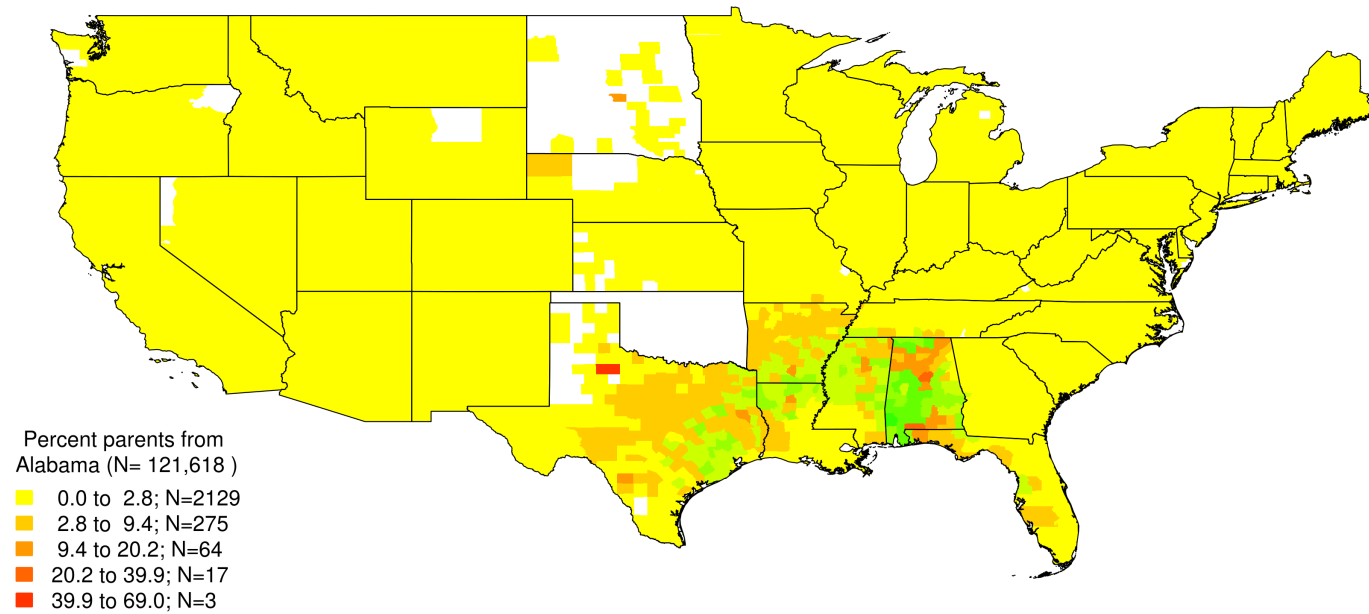 Percent parents from
Alabama (N= 121,618 )
0.0 to 2.8; N=2129
2.8 to 9.4; N=275
9.4 to 20.2; N=64
20.2 to 39.9; N=17
39.9 to 69.0; N=3